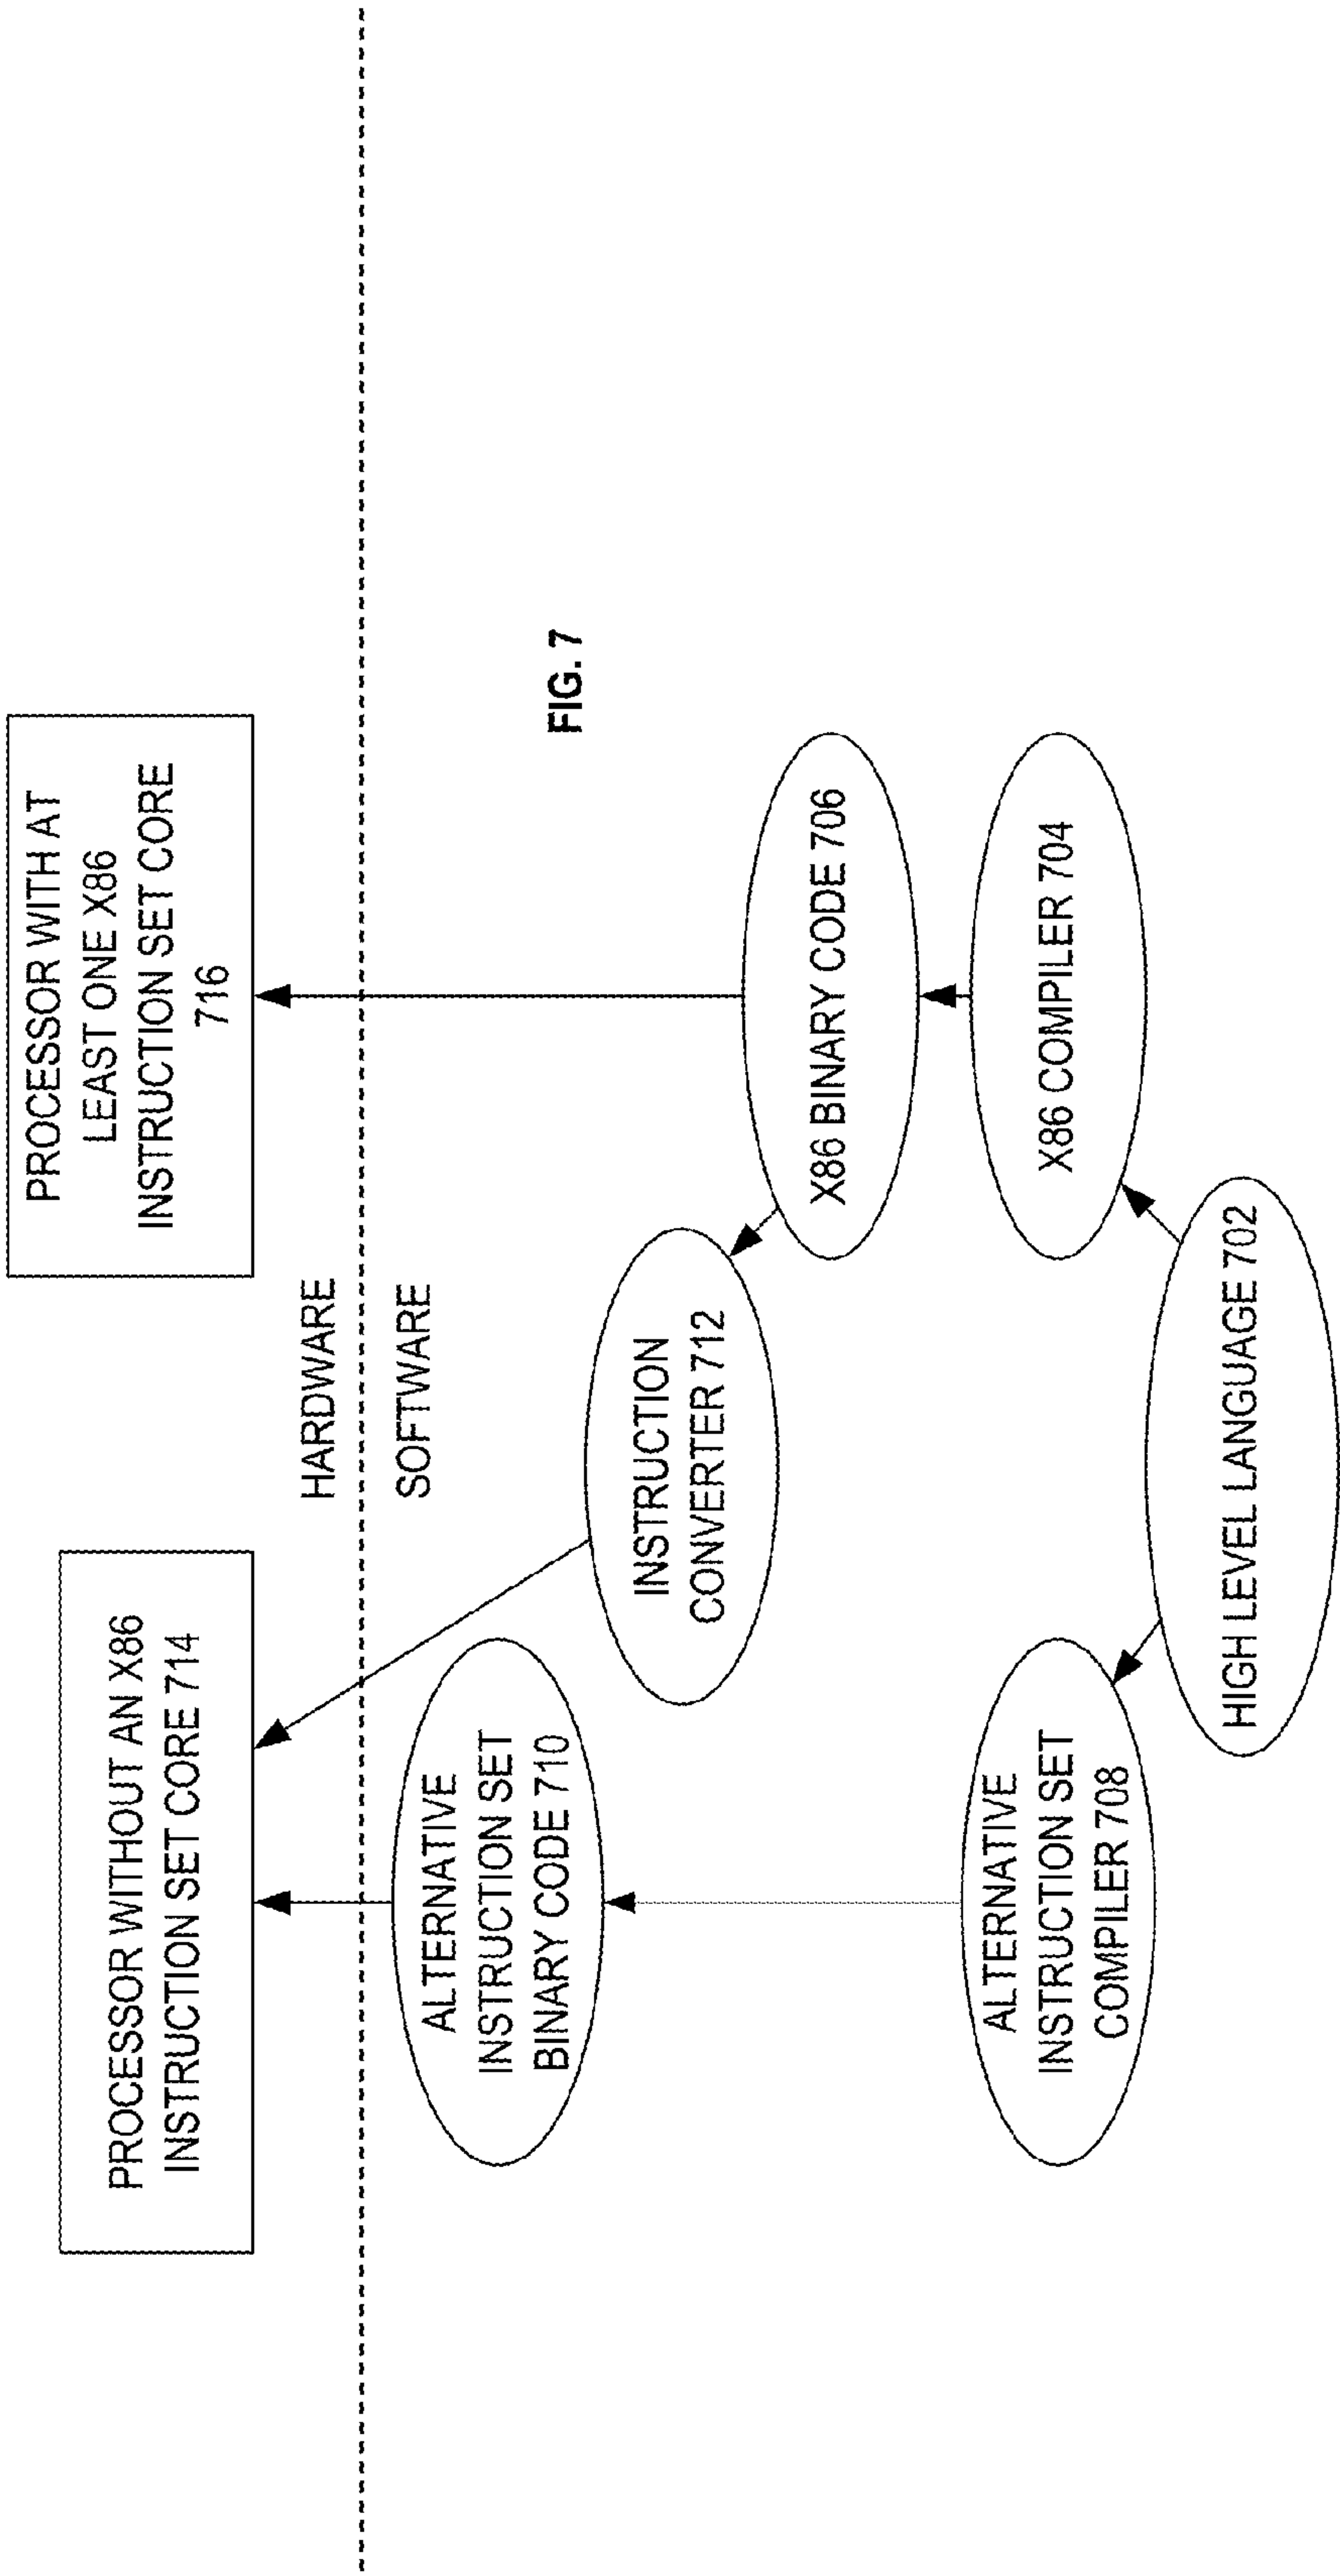 PROCESSOR WITHOUT AN X86
INSTRUCTION SET CORE 714
PROCESSOR WITH AT
LEAST ONE X86
INSTRUCTION SET CORE
716
HARDWARE
SOFTWARE
ALTERNATIVE
INSTRUCTION SET
BINARY CODE 710
INSTRUCTION
CONVERTER 712
FIG. 7
X86 BINARY CODE 706
ALTERNATIVE
INSTRUCTION SET
COMPILER 708
X86 COMPILER 704
HIGH LEVEL LANGUAGE 702